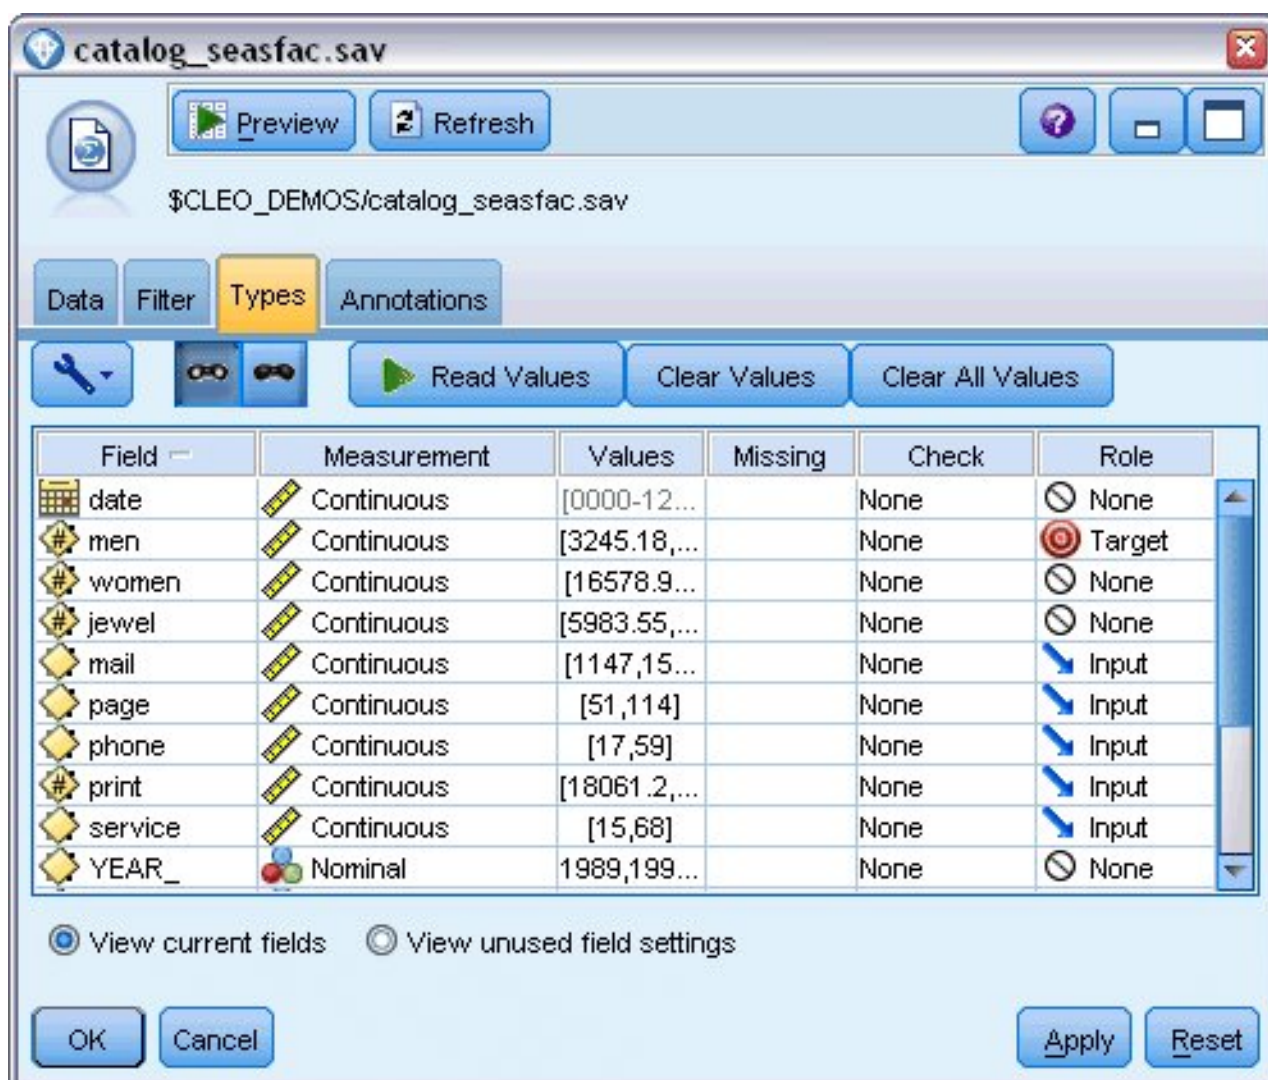 catalog_seasfac.sav
Preview Refresh
$CLEO_DEMOS/catalog_seasfac.sav
Data Filter Types Annotations
Read Values Clear Values Clear All Values
Field Measurement Values Missing Check Role
date Continuous [0000-12... None None
men Continuous [3245.18,... None Target
women Continuous [16578.9... None None
jewel Continuous [5983.55,... None None
mail Continuous [1147,15... None Input
page Continuous [51,114] None Input
phone Continuous [17,59] None Input
print Continuous [18061.2,... None Input
service Continuous [15,68] None Input
YEAR_ Nominal 1989,199... None None
View current fields View unused field settings
OK Cancel Apply Reset